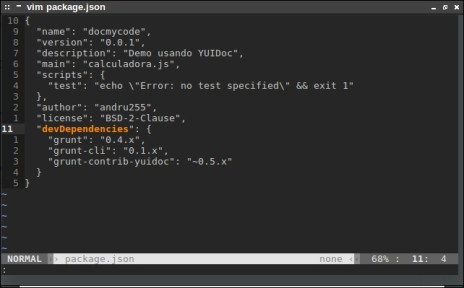 vim package.json
10 {
9 "name": "docmycode",
8 "version": "0.0.1",
7 "description": "Demo usando YUIDoc",
6 "main": "calculadora.js",
5 "scripts": {
4 "test": "echo \"Error: no test specified\" && exit 1"
3 },
2 "author": "andru255",
1 "license": "BSD-2-Clause",
11 "devDependencies": {
1 "grunt": "0.4.x",
2 "grunt-cli": "0.1.x",
3 "grunt-contrib-yuidoc": "~0.5.x"
4 }
5 }
~
~
~
~
~
~
NORMAL package.json none 68% : 11: 4
: